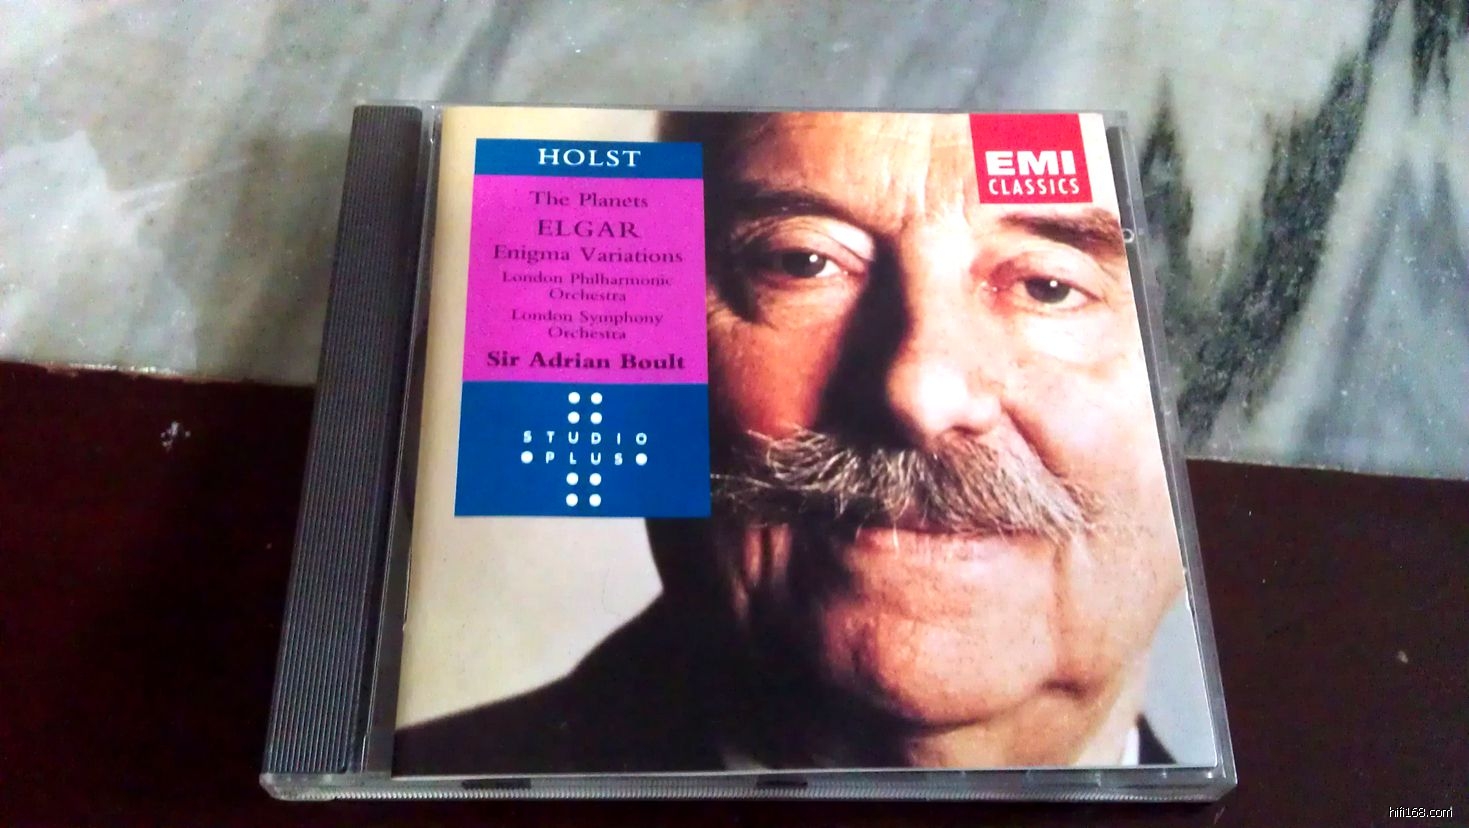 HOLST
The Planets
ELGAR
Enigma Variations
London Philharmonic
Orchestra
London Symphony
Orchestra
Sir Adrian Boult
STUDIO
PLUS
EMI
CLASSICS
hifi168.com